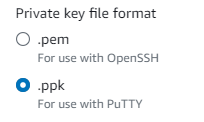 Private key file format
.pem
For use with OpenSSH
.ppk
For use with PuTTY